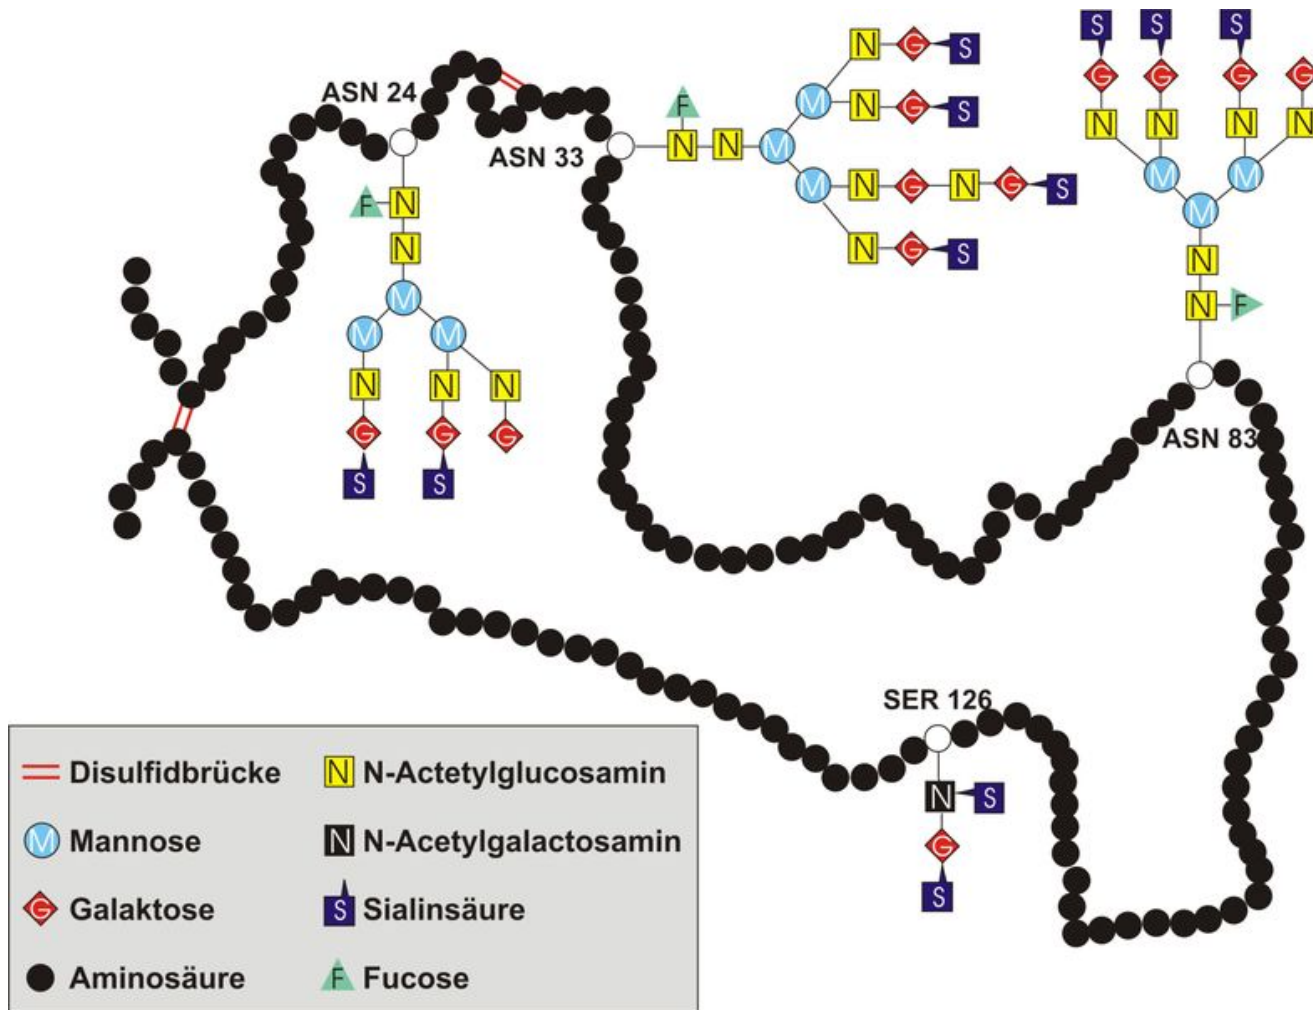 ASN 24
F N
N
M
M M
N N N
G G G
S S
ASN 33
F
N N M
M N G S
N G S
M N G N G S
N G S
S S S
G G G G
N N N N
M M
M
N
N F
ASN 83
SER 126
N S
G
S
Disulfidbrücke
N N-Actetylglucosamin
M Mannose
N N-Acetylgalactosamin
G Galaktose
S Sialinsäure
Aminosäure
F Fucose